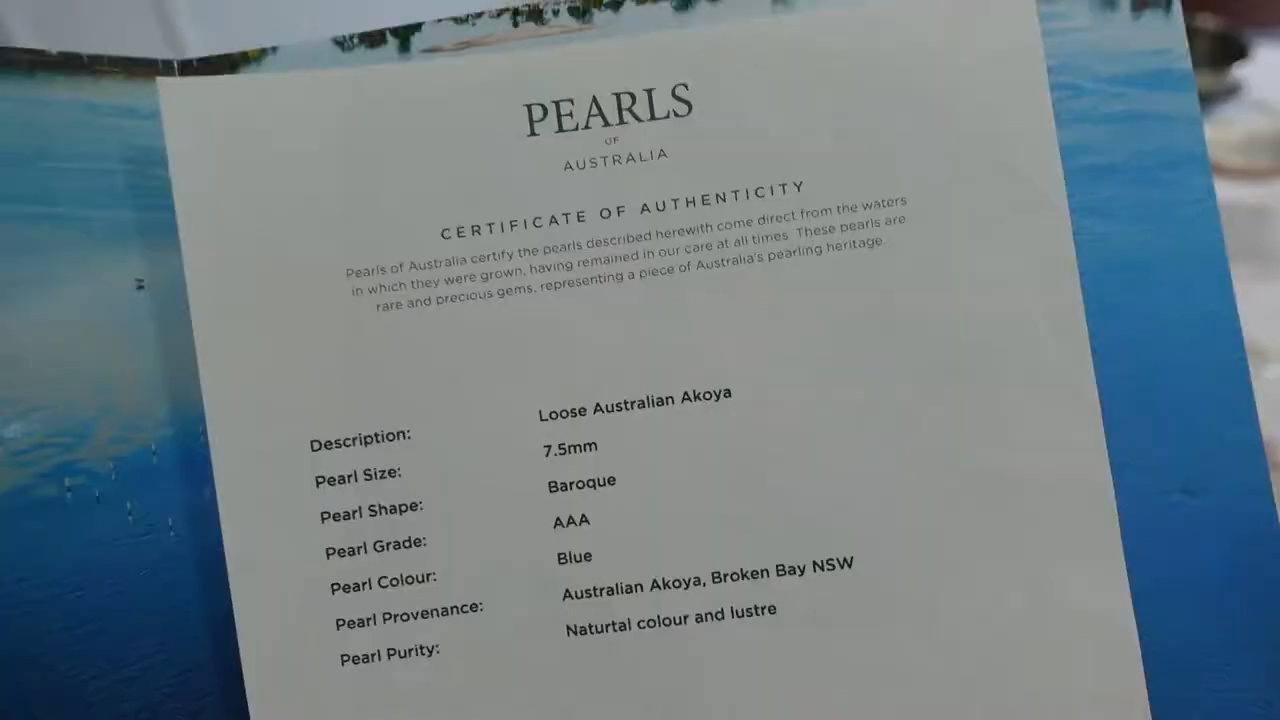 PEARLS
OF
AUSTRALIA
CERTIFICATE OF AUTHENTICITY
Pearls of Australia certify the pearls described herewith come direct from the waters
in which they were grown, having remained in our care at all times. These pearls are
rare and precious gems, representing a piece of Australia's pearling heritage.
Description: Loose Australian Akoya
Pearl Size: 7.5mm
Pearl Shape: Baroque
Pearl Grade: AAA
Pearl Colour: Blue
Pearl Provenance: Australian Akoya, Broken Bay NSW
Pearl Purity: Naturtal colour and lustre